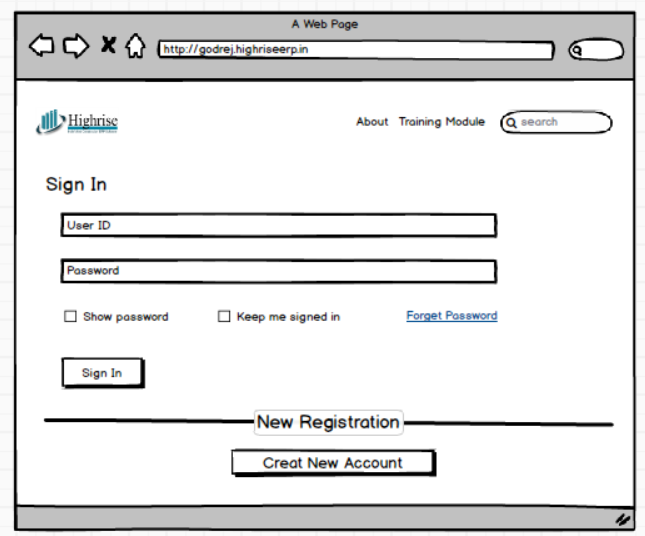 A Web Page
http://godrej.highriseerp.in
Highrise
About Training Module search
Sign In
User ID
Password
Show password Keep me signed in Forget Password
Sign In
New Registration
Creat New Account